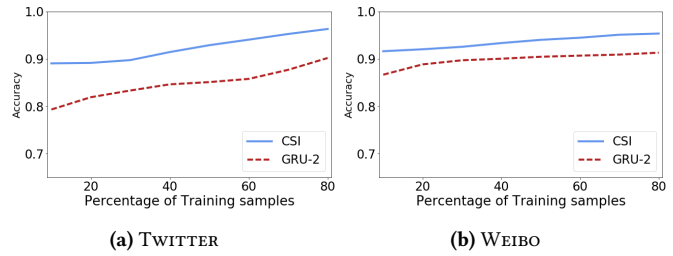 1.0
0.9
0.8
0.7
Accuracy
CSI
GRU-2
20 40 60 80
Percentage of Training samples
(a) Twitter
1.0
0.9
0.8
0.7
Accuracy
CSI
GRU-2
20 40 60 80
Percentage of Training samples
(b) Weibo